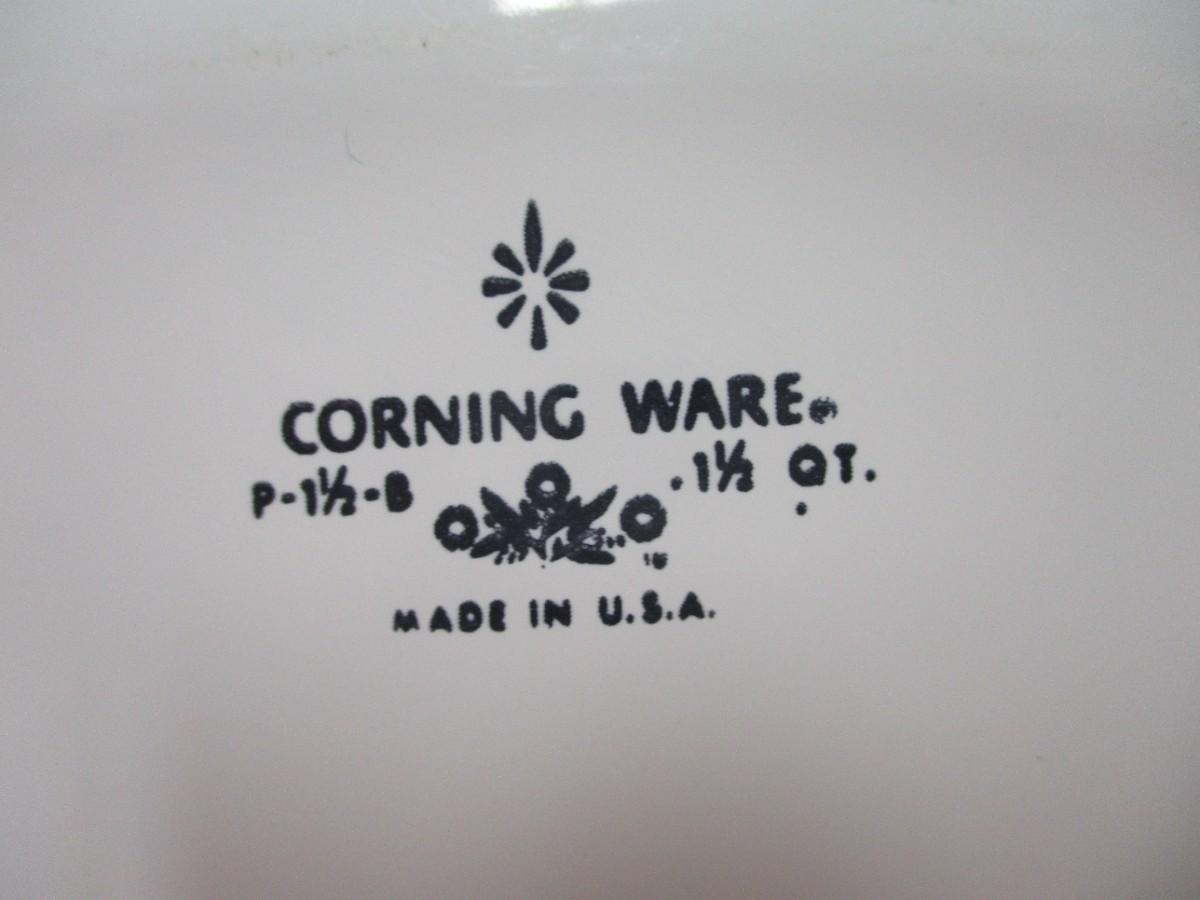 CORNING WARE®
P-1½-B . 1½ QT.
MADE IN U.S.A.